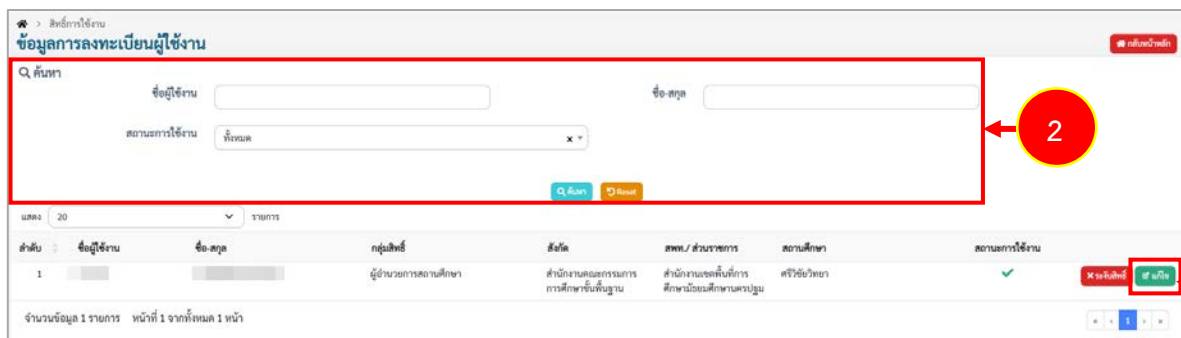 > สิทธิ์การใช้งาน
ข้อมูลการลงทะเบียนผู้ใช้งาน
กลับหน้าหลัก
ค้นหา
ชื่อผู้ใช้งาน ชื่อ-สกุล
สถานะการใช้งาน ทั้งหมด x
2
ค้นหา Reset
แสดง 20 รายการ
ลำดับ ชื่อผู้ใช้งาน ชื่อ-สกุล กลุ่มสิทธิ์ สังกัด สพท./ ส่วนราชการ สถานศึกษา สถานะการใช้งาน
1 ผู้อำนวยการสถานศึกษา สำนักงานคณะกรรมการ สำนักงานเขตพื้นที่การ ศรีวิชัยวิทยา ระงับสิทธิ์ แก้ไข
การศึกษาขั้นพื้นฐาน ศึกษามัธยมศึกษานครปฐม
จำนวนข้อมูล 1 รายการ หน้าที่ 1 จากทั้งหมด 1 หน้า « ‹ 1 › »